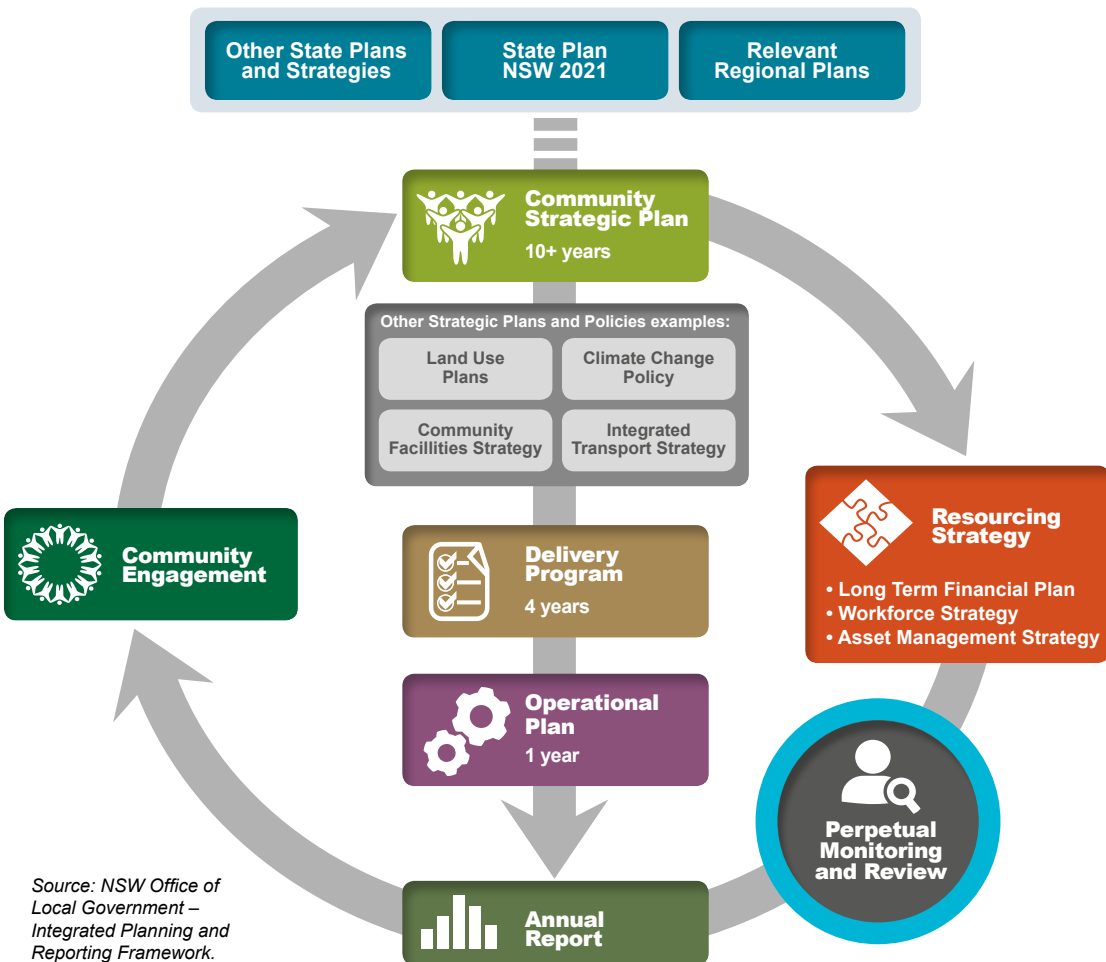 Other State Plans
and Strategies
State Plan
NSW 2021
Relevant
Regional Plans
Community
Strategic Plan
10+ years
Other Strategic Plans and Policies examples:
Land Use
Plans
Climate Change
Policy
Community
Facillities Strategy
Integrated
Transport Strategy
Community
Engagement
Delivery
Program
4 years
Resourcing
Strategy
• Long Term Financial Plan
• Workforce Strategy
• Asset Management Strategy
Operational
Plan
1 year
Perpetual
Monitoring
and Review
Annual
Report
Source: NSW Office of
Local Government –
Integrated Planning and
Reporting Framework.